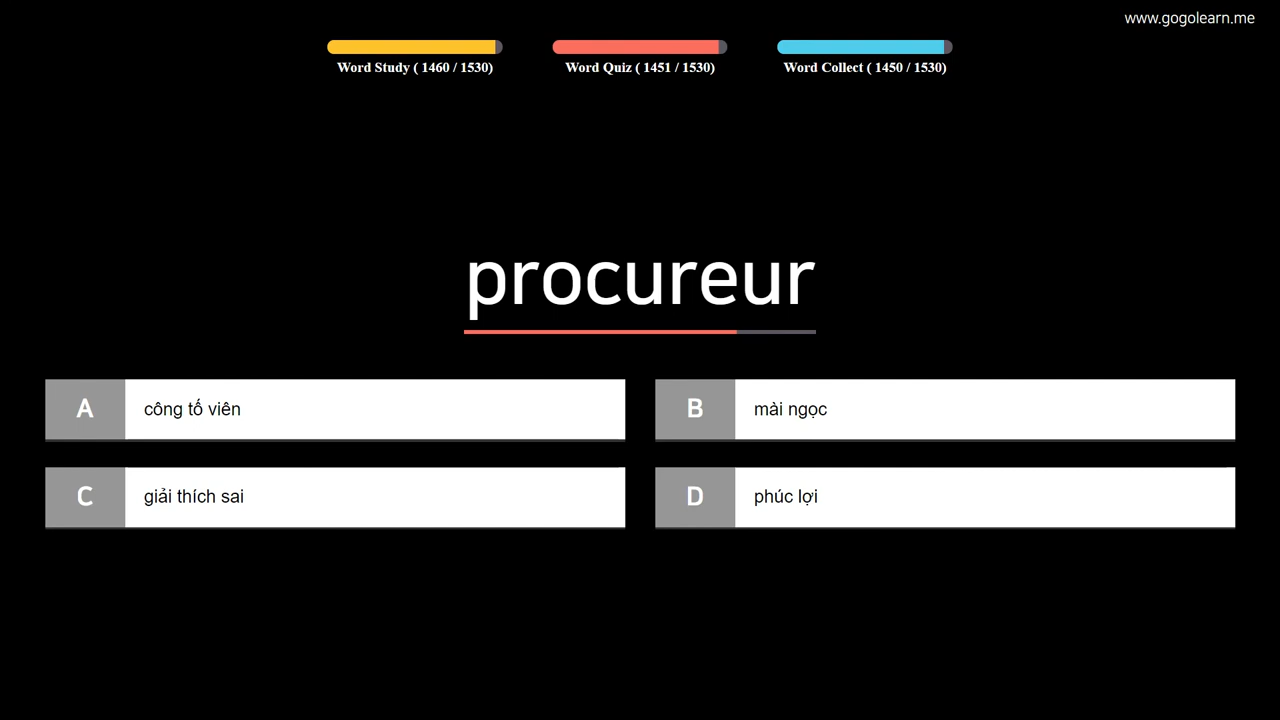 www.gogolearn.me
Word Study ( 1460 / 1530)
Word Quiz ( 1451 / 1530)
Word Collect ( 1450 / 1530)
procureur
A công tố viên
B mài ngọc
C giải thích sai
D phúc lợi